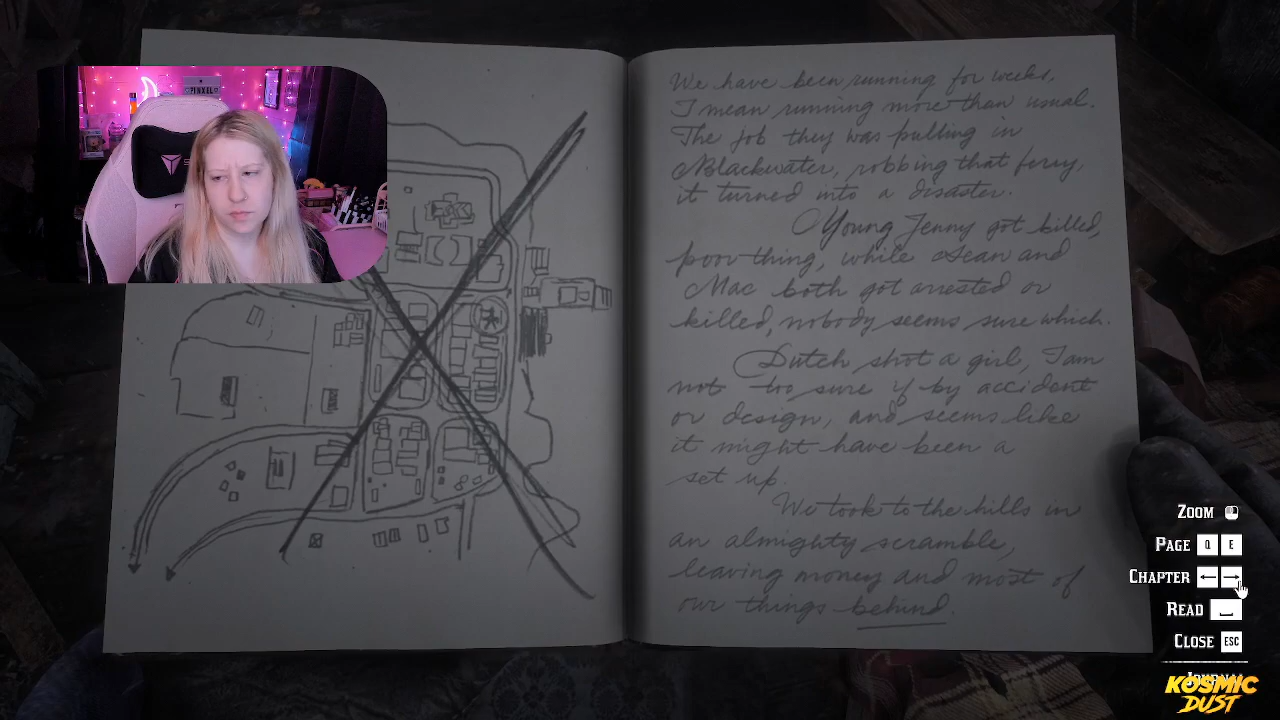 We have been running for weeks,
I mean running more than usual.
The job they was pulling in
Blackwater, robbing that ferry,
it turned into a disaster.
Young Jenny got killed,
poor thing, while Sean and
Mac both got arrested or
killed, nobody seems sure which.
Dutch shot a girl, I am
not too sure if by accident
or design, and seems like
it might have been a
set up.
We took to the hills in
an almighty scramble,
leaving money and most of
our things behind.
ZOOM
PAGE Q E
CHAPTER ← →
READ
CLOSE ESC
KOSMIC
DUST